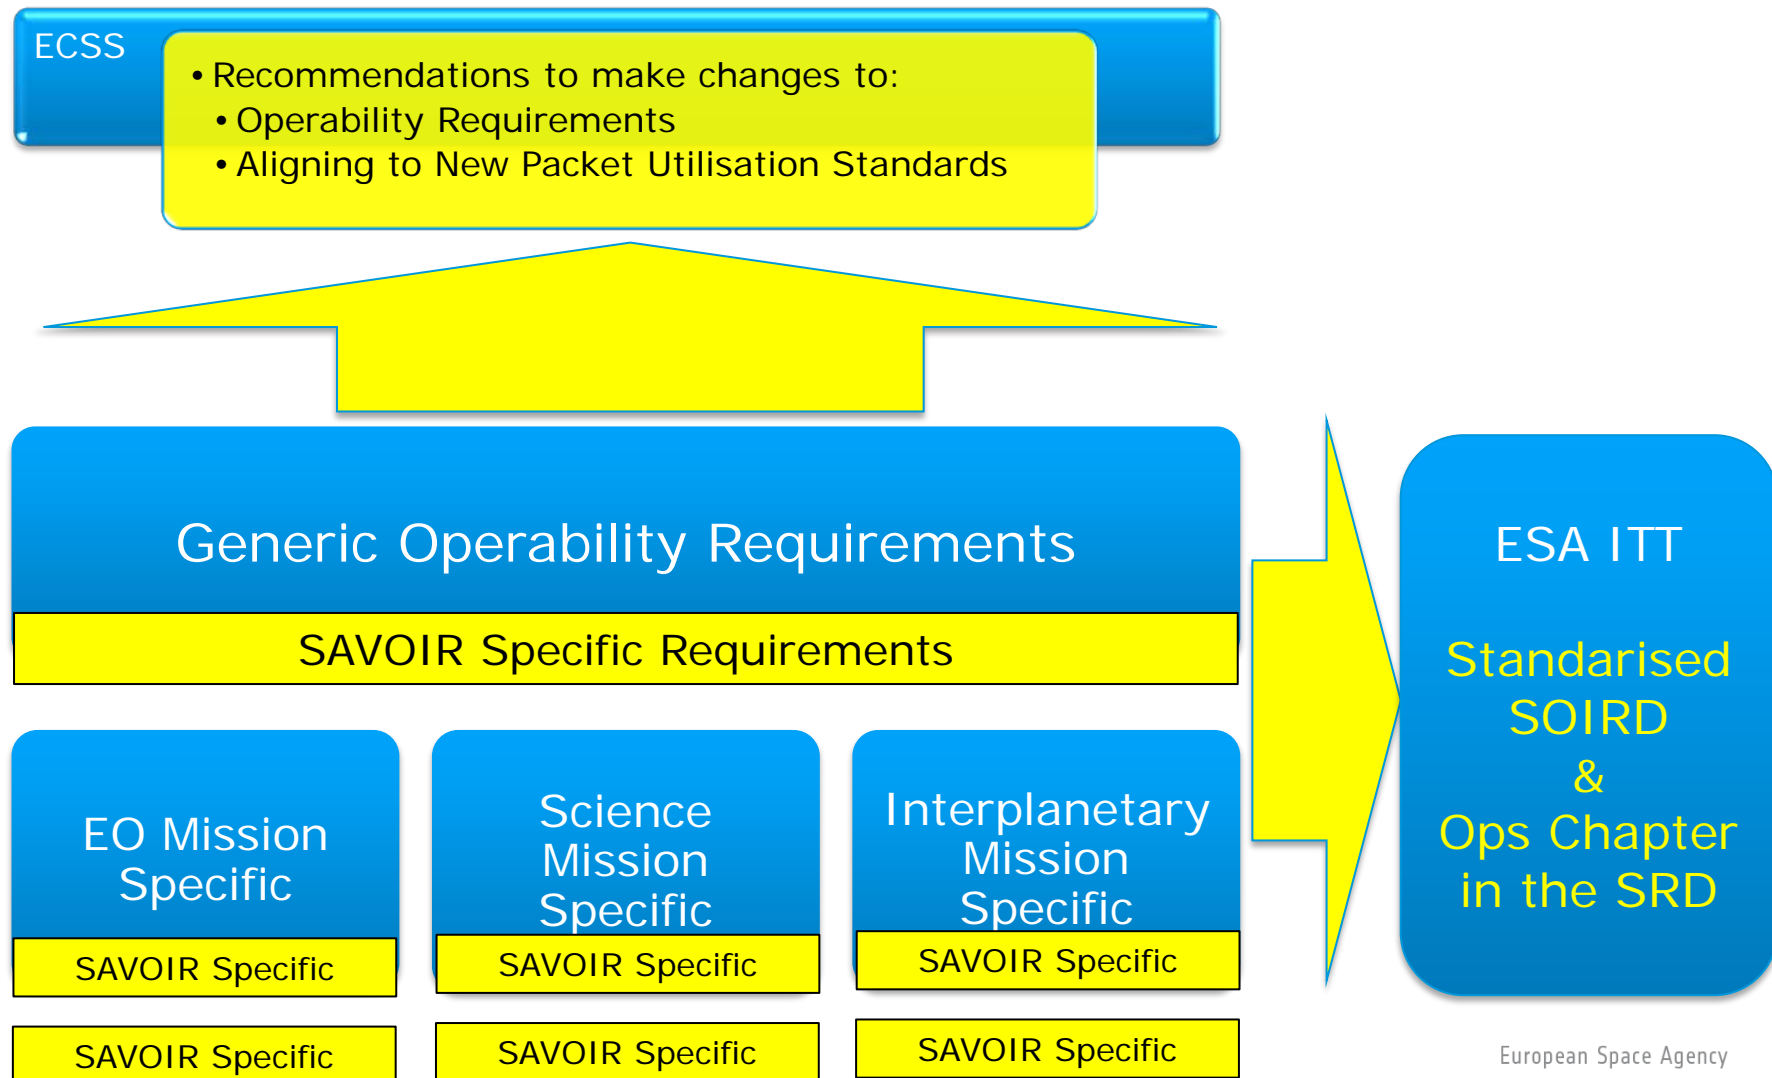 ECSS
• Recommendations to make changes to:
• Operability Requirements
• Aligning to New Packet Utilisation Standards
Generic Operability Requirements
SAVOIR Specific Requirements
EO Mission
Specific
SAVOIR Specific
SAVOIR Specific
Science
Mission
Specific
SAVOIR Specific
SAVOIR Specific
Interplanetary
Mission
Specific
SAVOIR Specific
SAVOIR Specific
ESA ITT
Standarised
SOIRD
&
Ops Chapter
in the SRD
European Space Agency